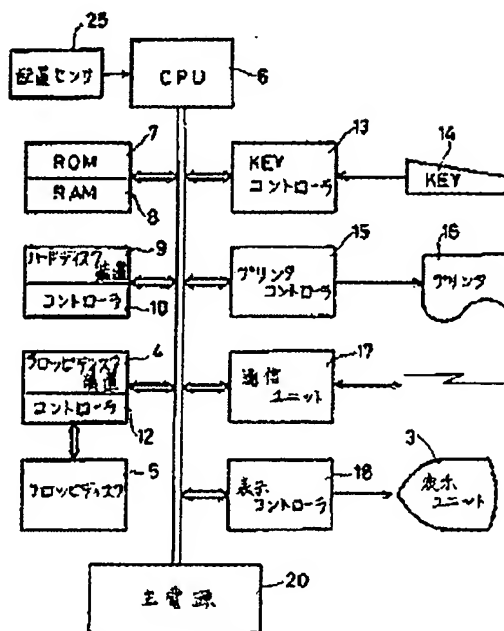 25
配置センサ
CPU
6
7
ROM
RAM
8
13
KEY
コントローラ
14
KEY
9
ハードディスク
装置
コントローラ
10
15
プリンタ
コントローラ
16
プリンタ
4
フロッピディスク
装置
コントローラ
12
17
通信
ユニット
5
フロッピディスク
18
表示
コントローラ
3
表示
ユニット
主電源
20